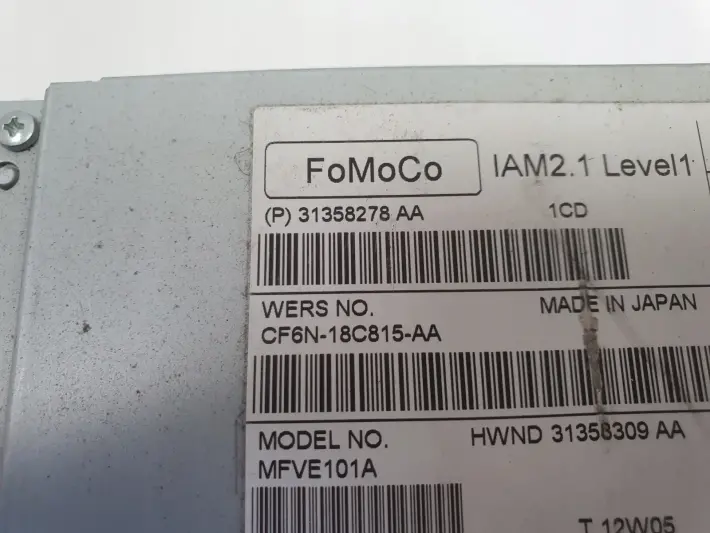 FoMoCo IAM2.1 Level1
(P) 31358278 AA 1CD
WERS NO. MADE IN JAPAN
CF6N-18C815-AA
MODEL NO. HWND 31358309 AA
MFVE101A
T 12W05